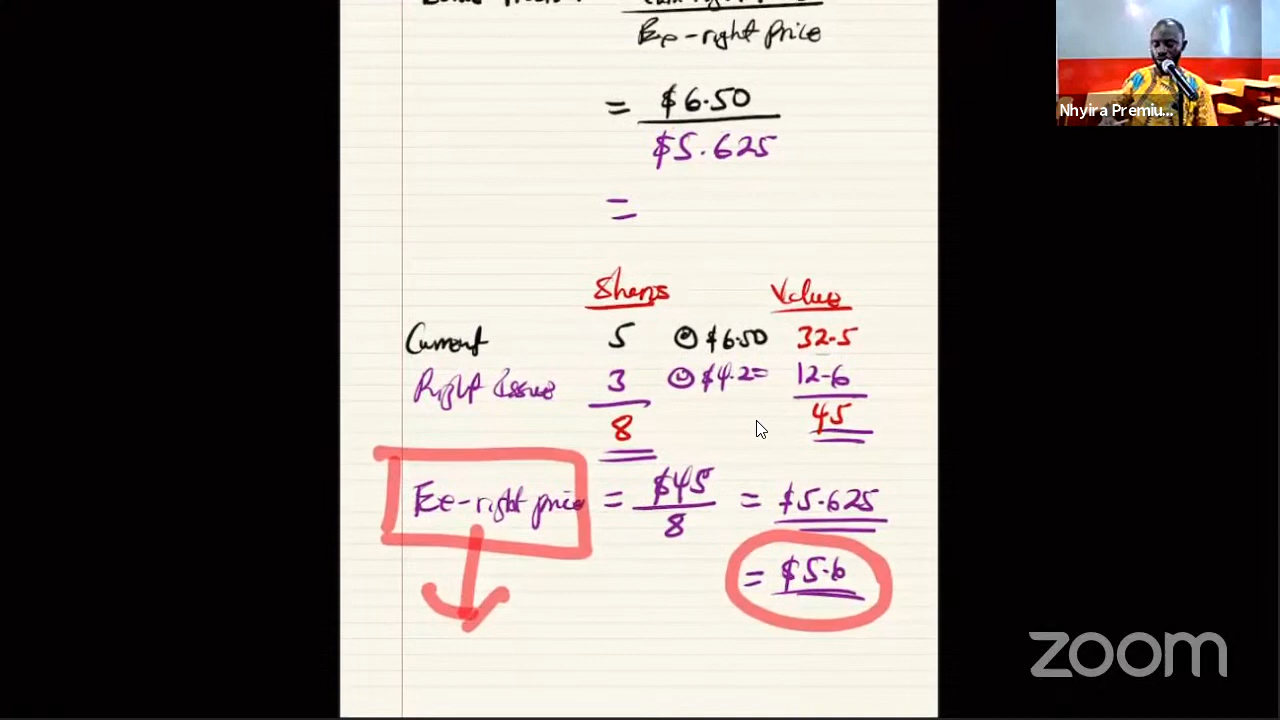 Ex-right price
= $6.50
$5.625
=
Shares Value
Current 5 @ $6.50 32.5
Right issue 3 @ $4.2= 12-6
8 45
Ex-right price = $45 = $5.625
8
= $5.6
Nhyira Premiu...
zoom